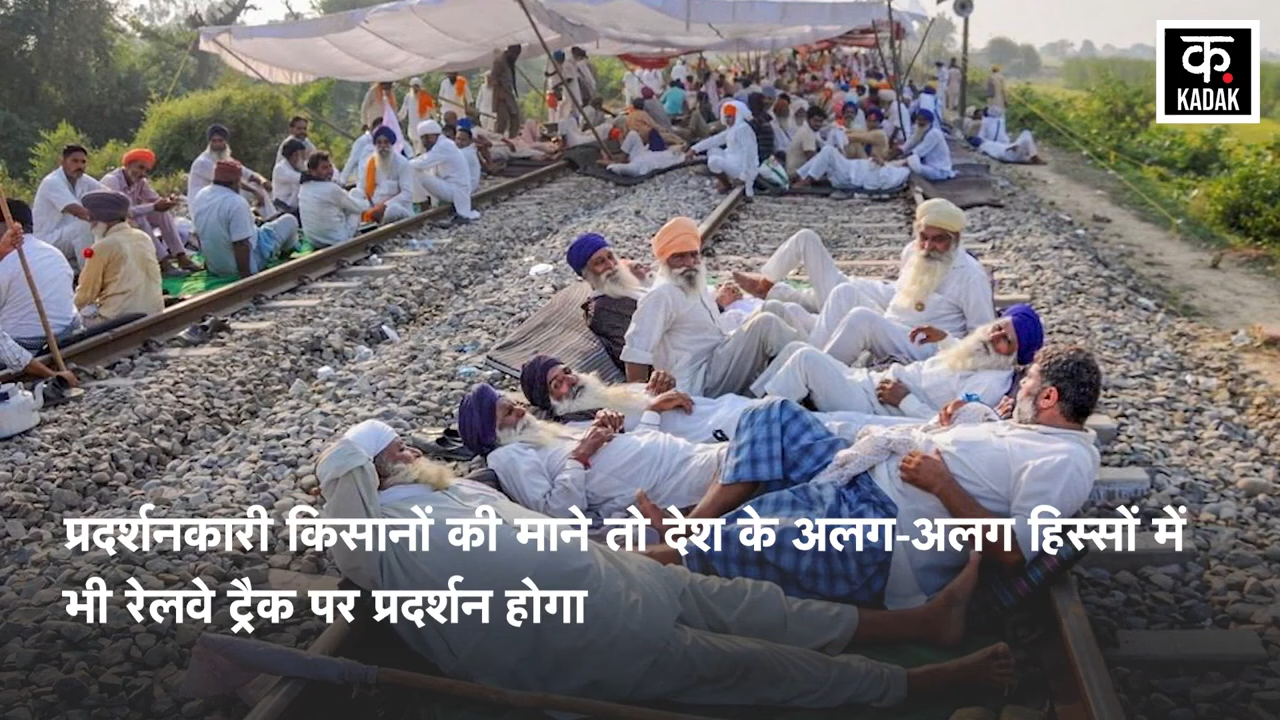 क.
KADAK
प्रदर्शनकारी किसानों की माने तो देश के अलग-अलग हिस्सों में
भी रेलवे ट्रैक पर प्रदर्शन होगा